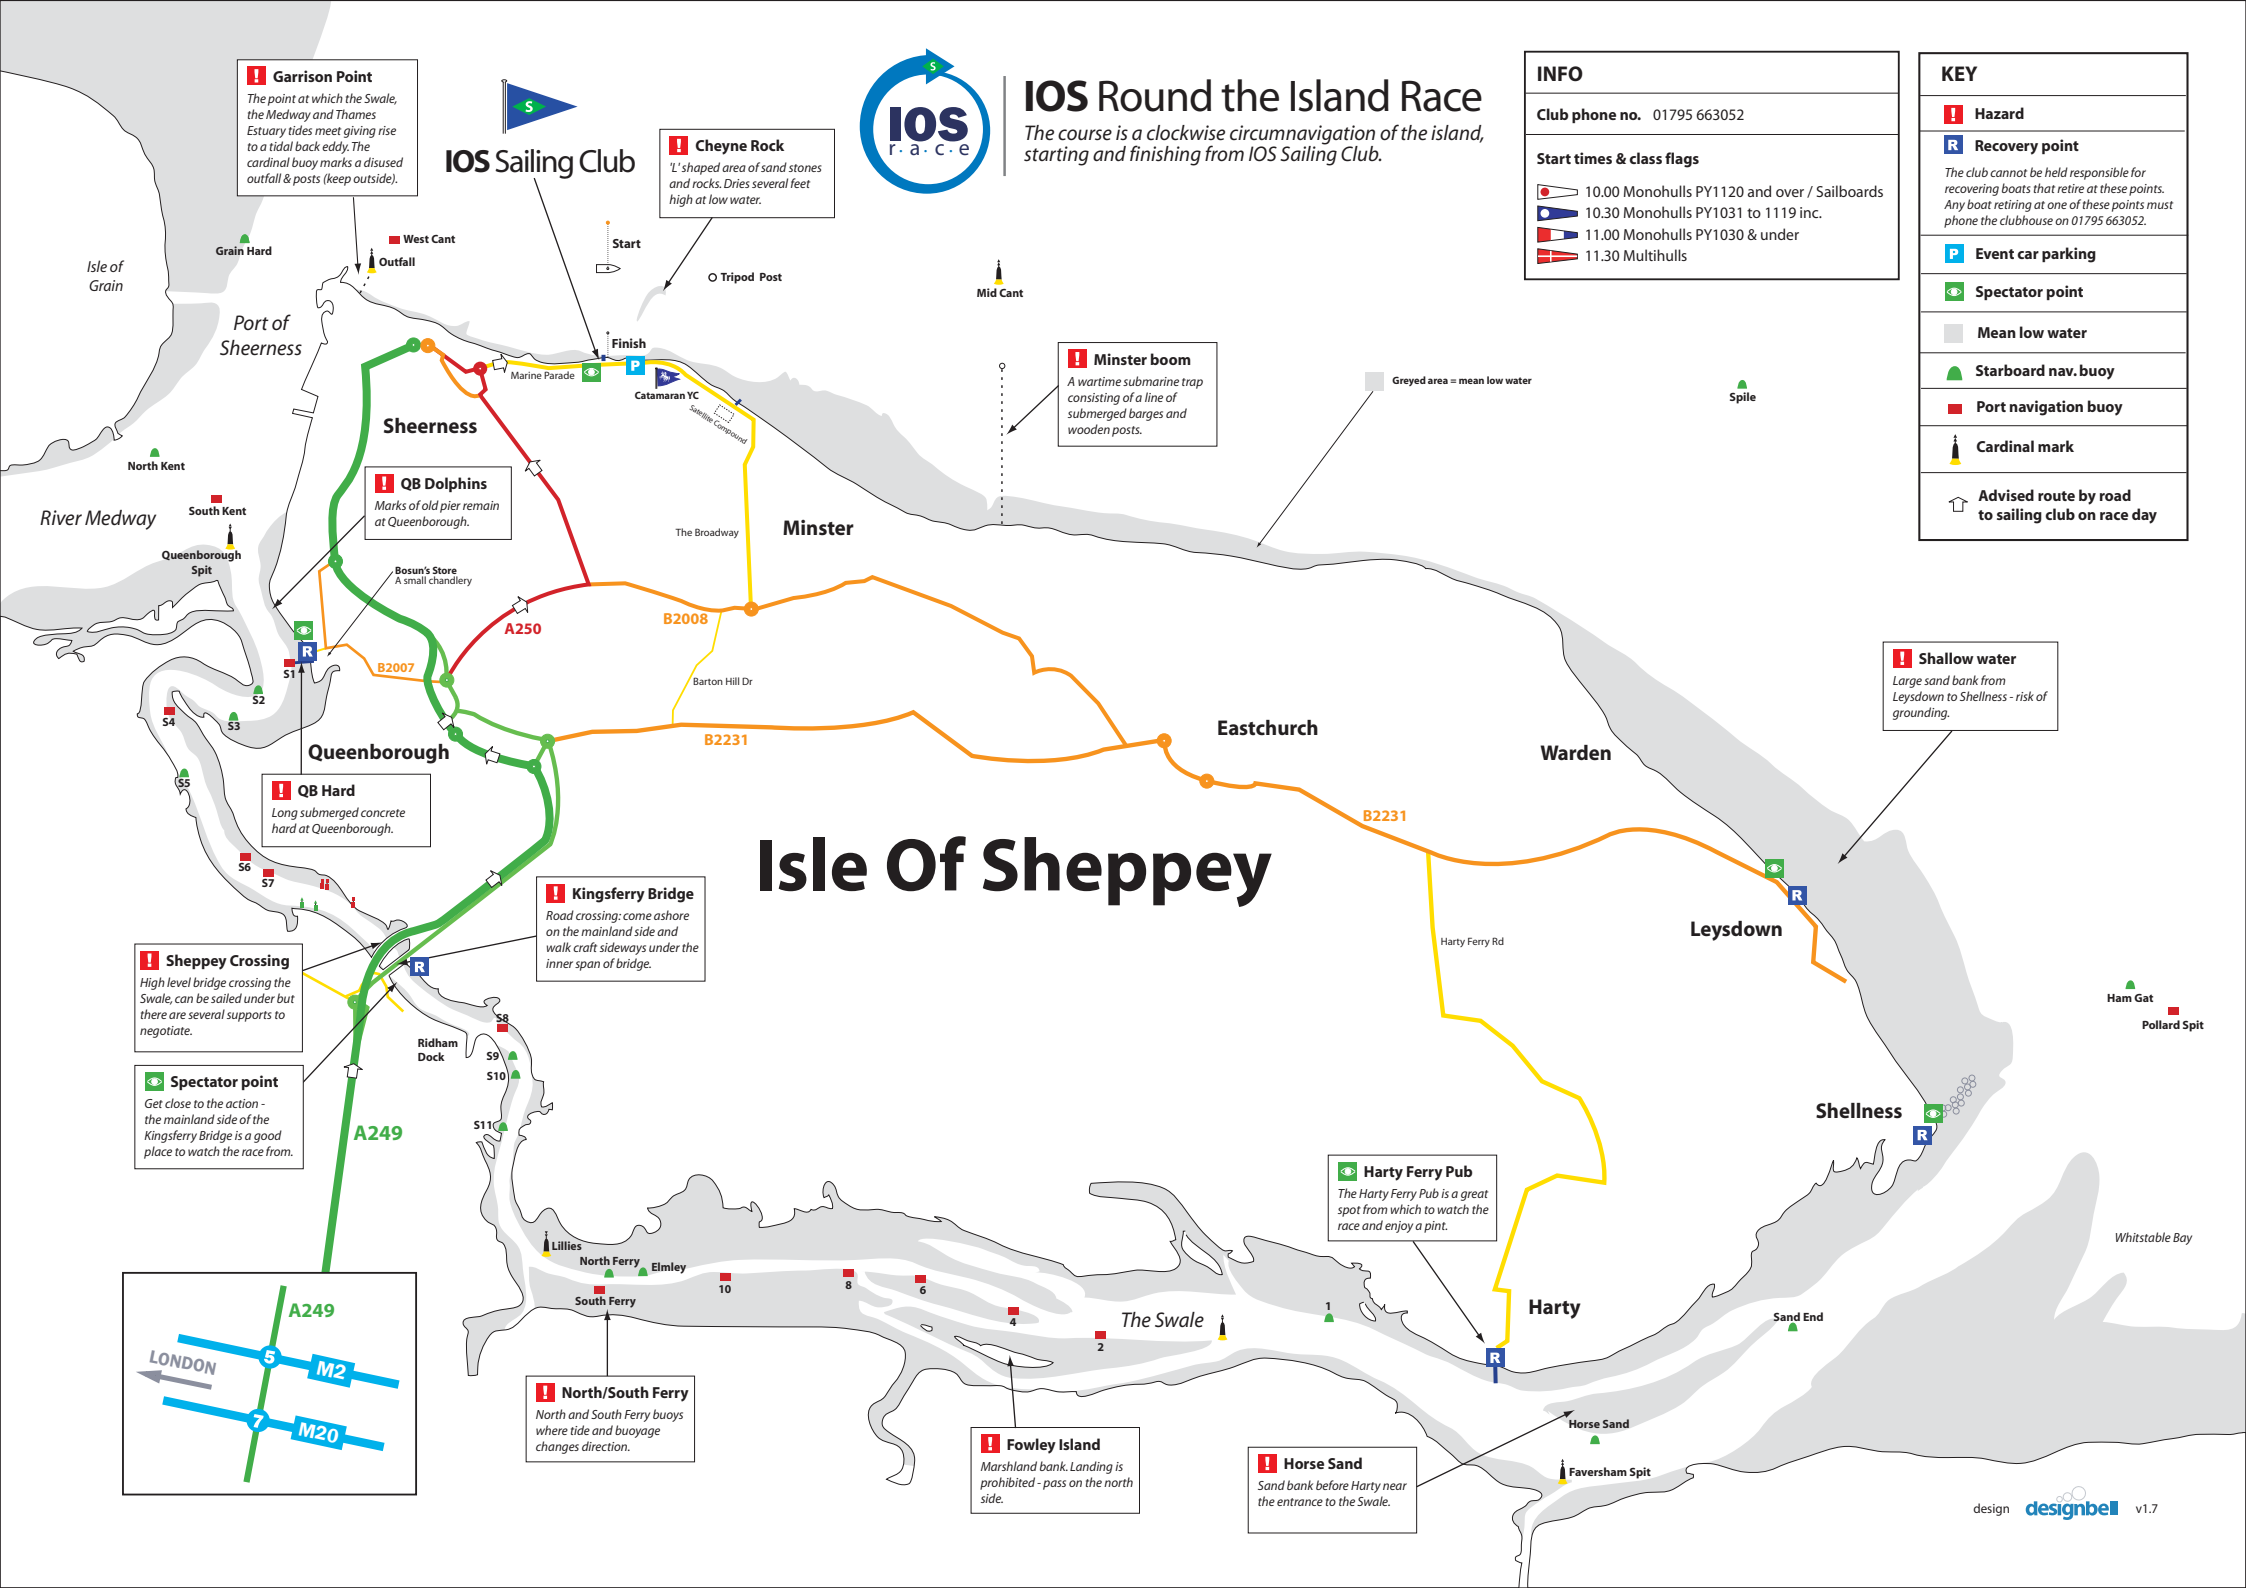 Garrison Point
The point at which the Swale,
the Medway and Thames
Estuary tides meet giving rise
to a tidal back eddy. The
cardinal buoy marks a disused
outfall & posts (keep outside).
S
IOS Sailing Club
Cheyne Rock
'L' shaped area of sand stones
and rocks. Dries several feet
high at low water.
S
IOS
r·a·c·e
IOS Round the Island Race
The course is a clockwise circumnavigation of the island,
starting and finishing from IOS Sailing Club.
INFO
Club phone no. 01795 663052
Start times & class flags
10.00 Monohulls PY1120 and over / Sailboards
10.30 Monohulls PY1031 to 1119 inc.
11.00 Monohulls PY1030 & under
11.30 Multihulls
KEY
Hazard
R Recovery point
The club cannot be held responsible for
recovering boats that retire at these points.
Any boat retiring at one of these points must
phone the clubhouse on 01795 663052.
P Event car parking
Spectator point
Mean low water
Starboard nav. buoy
Port navigation buoy
Cardinal mark
Advised route by road
to sailing club on race day
Grain Hard
West Cant
Outfall
Start
Tripod Post
Mid Cant
Isle of
Grain
Port of
Sheerness
Finish
P
Marine Parade
Catamaran YC
Satellite Compound
Minster boom
A wartime submarine trap
consisting of a line of
submerged barges and
wooden posts.
Greyed area = mean low water
Spile
Sheerness
North Kent
South Kent
River Medway
Queenborough
Spit
QB Dolphins
Marks of old pier remain
at Queenborough.
Bosun's Store
A small chandlery
The Broadway
Minster
B2008
A250
B2007
Barton Hill Dr
B2231
R
S1
S2
S3
S4
S5
S6
S7
Queenborough
QB Hard
Long submerged concrete
hard at Queenborough.
Eastchurch
Warden
Shallow water
Large sand bank from
Leysdown to Shellness - risk of
grounding.
B2231
Isle Of Sheppey
Kingsferry Bridge
Road crossing: come ashore
on the mainland side and
walk craft sideways under the
inner span of bridge.
R
Sheppey Crossing
High level bridge crossing the
Swale, can be sailed under but
there are several supports to
negotiate.
Spectator point
Get close to the action -
the mainland side of the
Kingsferry Bridge is a good
place to watch the race from.
Ridham
Dock
S8
S9
S10
S11
A249
R
Leysdown
Harty Ferry Rd
Ham Gat
Pollard Spit
Shellness
R
Harty Ferry Pub
The Harty Ferry Pub is a great
spot from which to watch the
race and enjoy a pint.
Whitstable Bay
Lillies
North Ferry
Elmley
South Ferry
10
8
6
4
2
The Swale
1
Harty
R
Sand End
A249
LONDON
5
M2
7
M20
North/South Ferry
North and South Ferry buoys
where tide and buoyage
changes direction.
Fowley Island
Marshland bank. Landing is
prohibited - pass on the north
side.
Horse Sand
Sand bank before Harty near
the entrance to the Swale.
Horse Sand
Faversham Spit
design designbell v1.7